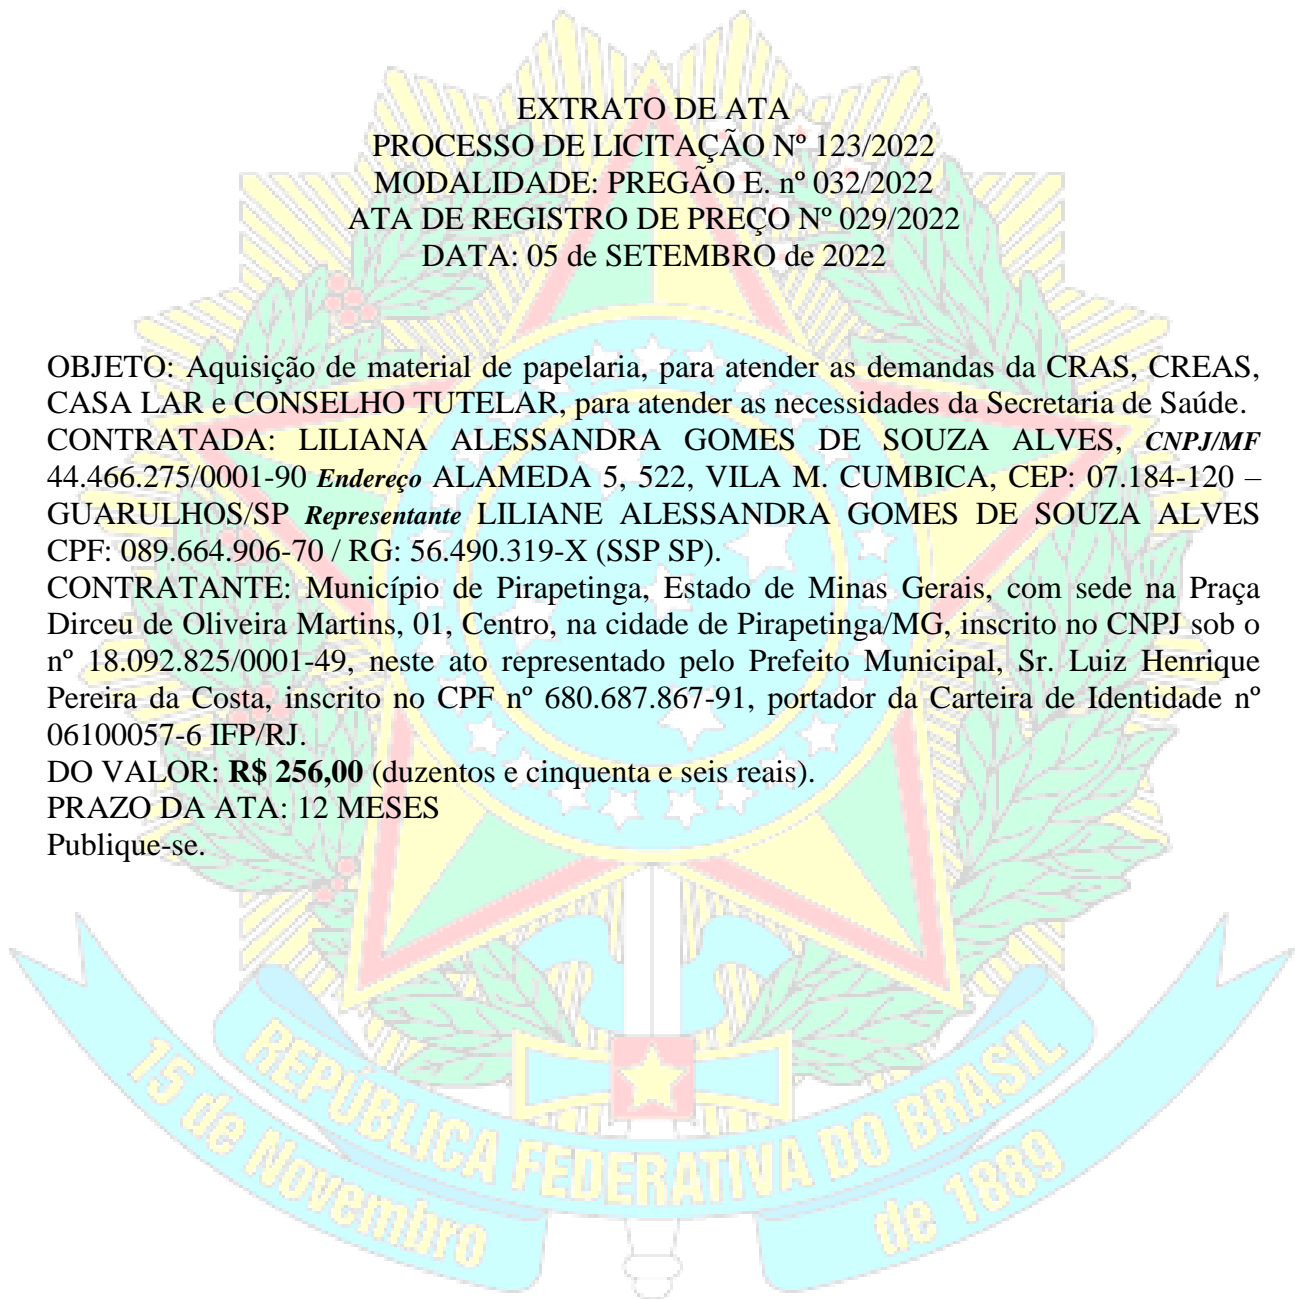 EXTRATO DE ATA
PROCESSO DE LICITAÇÃO Nº 123/2022
MODALIDADE: PREGÃO E. nº 032/2022
ATA DE REGISTRO DE PREÇO Nº 029/2022
DATA: 05 de SETEMBRO de 2022
OBJETO: Aquisição de material de papelaria, para atender as demandas da CRAS, CREAS,
CASA LAR e CONSELHO TUTELAR, para atender as necessidades da Secretaria de Saúde.
CONTRATADA: LILIANA ALESSANDRA GOMES DE SOUZA ALVES, CNPJ/MF
44.466.275/0001-90 Endereço ALAMEDA 5, 522, VILA M. CUMBICA, CEP: 07.184-120 –
GUARULHOS/SP Representante LILIANE ALESSANDRA GOMES DE SOUZA ALVES
CPF: 089.664.906-70 / RG: 56.490.319-X (SSP SP).
CONTRATANTE: Município de Pirapetinga, Estado de Minas Gerais, com sede na Praça
Dirceu de Oliveira Martins, 01, Centro, na cidade de Pirapetinga/MG, inscrito no CNPJ sob o
nº 18.092.825/0001-49, neste ato representado pelo Prefeito Municipal, Sr. Luiz Henrique
Pereira da Costa, inscrito no CPF nº 680.687.867-91, portador da Carteira de Identidade nº
06100057-6 IFP/RJ.
DO VALOR: R$ 256,00 (duzentos e cinquenta e seis reais).
PRAZO DA ATA: 12 MESES
Publique-se.
REPÚBLICA FEDERATIVA DO BRASIL
15 de Novembro de 1889